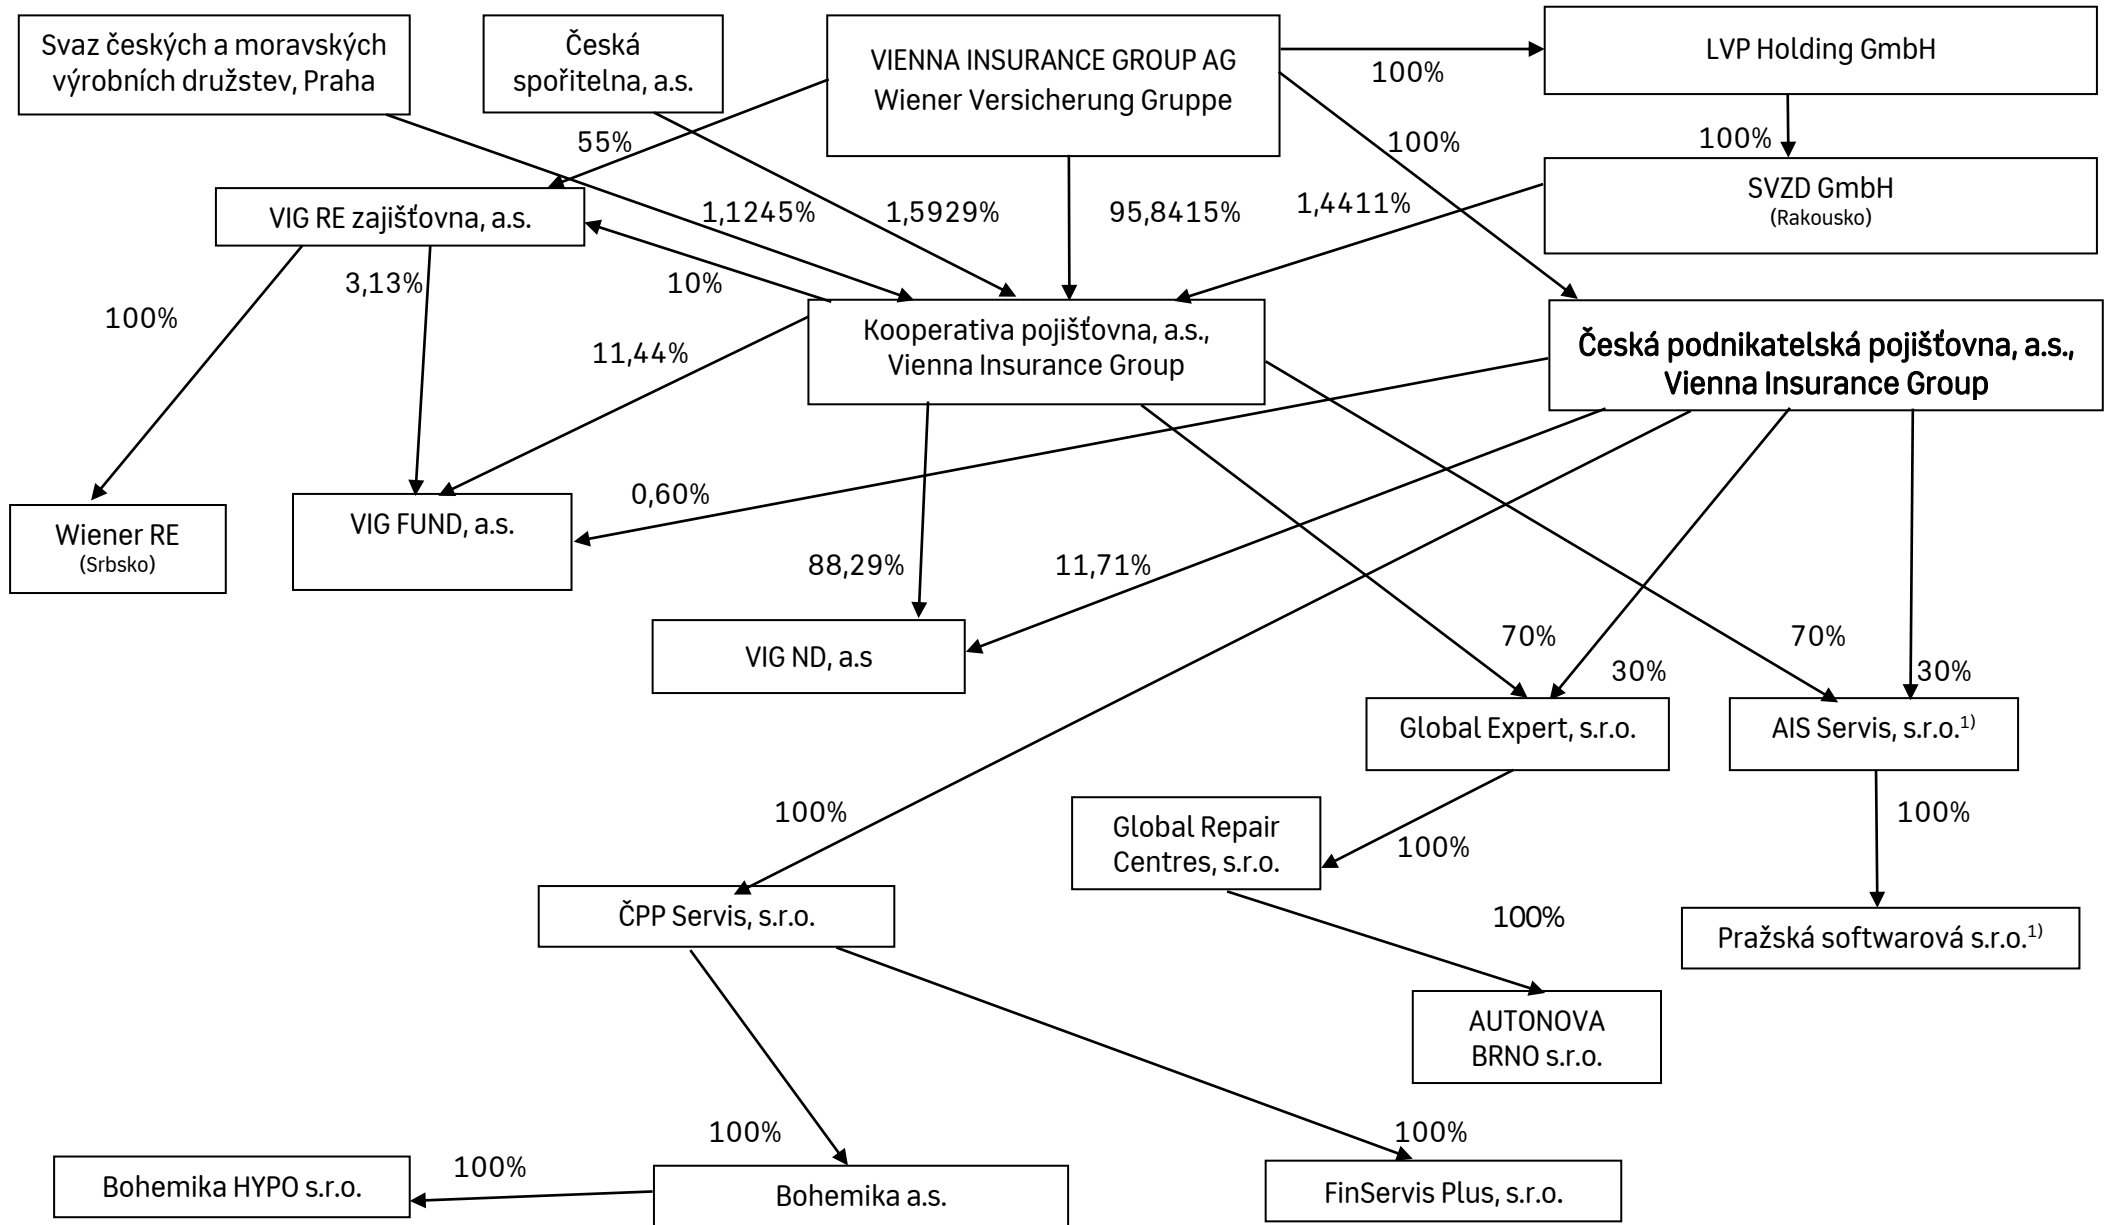 Svaz českých a moravských
výrobních družstev, Praha
Česká
spořitelna, a.s.
VIENNA INSURANCE GROUP AG
Wiener Versicherung Gruppe
LVP Holding GmbH
100%
55%
100%
100%
SVZD GmbH
(Rakousko)
VIG RE zajišťovna, a.s.
1,1245%
1,5929%
95,8415%
1,4411%
3,13%
10%
100%
11,44%
Kooperativa pojišťovna, a.s.,
Vienna Insurance Group
Česká podnikatelská pojišťovna, a.s.,
Vienna Insurance Group
0,60%
Wiener RE
(Srbsko)
VIG FUND, a.s.
88,29%
11,71%
VIG ND, a.s
70%
30%
70%
30%
Global Expert, s.r.o.
AIS Servis, s.r.o.1)
100%
Global Repair
Centres, s.r.o.
100%
100%
ČPP Servis, s.r.o.
100%
Pražská softwarová s.r.o.1)
AUTONOVA
BRNO s.r.o.
100%
100%
100%
Bohemika HYPO s.r.o.
Bohemika a.s.
FinServis Plus, s.r.o.